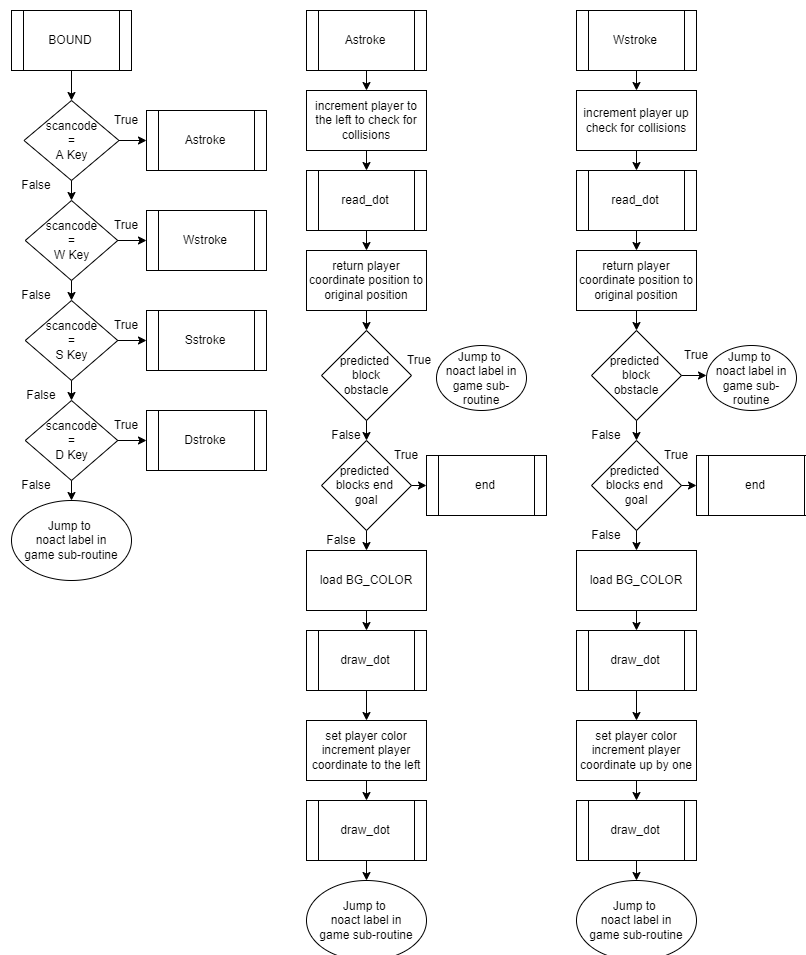 BOUND
scancode
=
A Key
True
Astroke
False
scancode
=
W Key
True
Wstroke
False
scancode
=
S Key
True
Sstroke
False
scancode
=
D Key
True
Dstroke
False
Jump to
noact label in
game sub-routine
Astroke
increment player to
the left to check for
collisions
read_dot
return player
coordinate position to
original position
predicted
block
obstacle
True
Jump to
noact label in
game sub-
routine
False
predicted
blocks end
goal
True
end
False
load BG_COLOR
draw_dot
set player color
increment player
coordinate to the left
draw_dot
Jump to
noact label in
game sub-routine
Wstroke
increment player up
check for collisions
read_dot
return player
coordinate position to
original position
predicted
block
obstacle
True
Jump to
noact label in
game sub-
routine
False
predicted
blocks end
goal
True
end
False
load BG_COLOR
draw_dot
set player color
increment player
coordinate up by one
draw_dot
Jump to
noact label in
game sub-routine